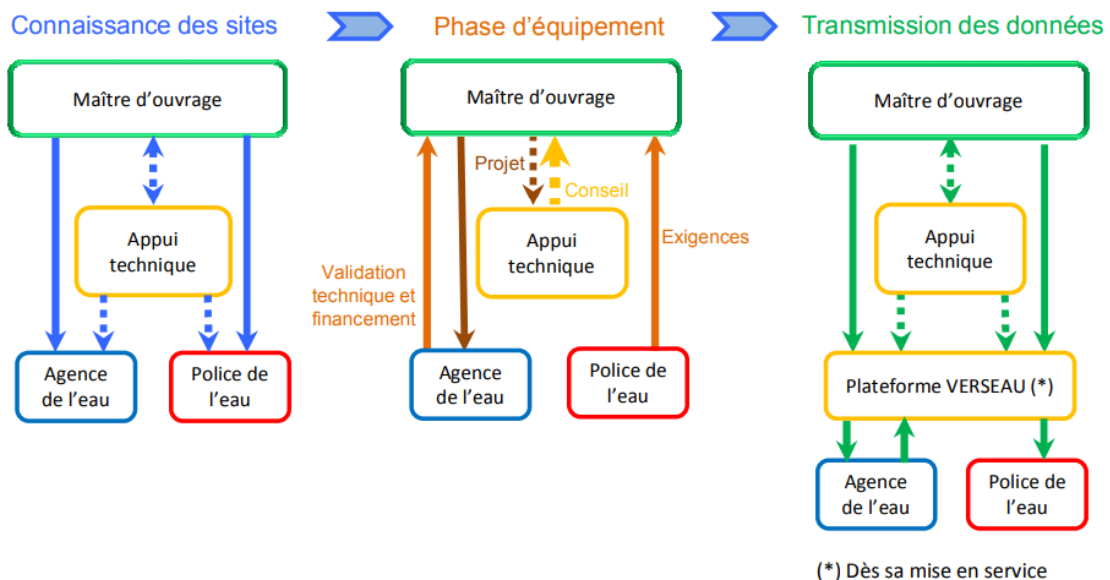 Connaissance des sites
Phase d'équipement
Transmission des données
Maître d'ouvrage
Appui
technique
Agence
de l'eau
Police de
l'eau
Maître d'ouvrage
Projet
Conseil
Appui
technique
Exigences
Validation
technique et
financement
Agence
de l'eau
Police de
l'eau
Maître d'ouvrage
Appui
technique
Plateforme VERSEAU (*)
Agence
de l'eau
Police de
l'eau
(*) Dès sa mise en service